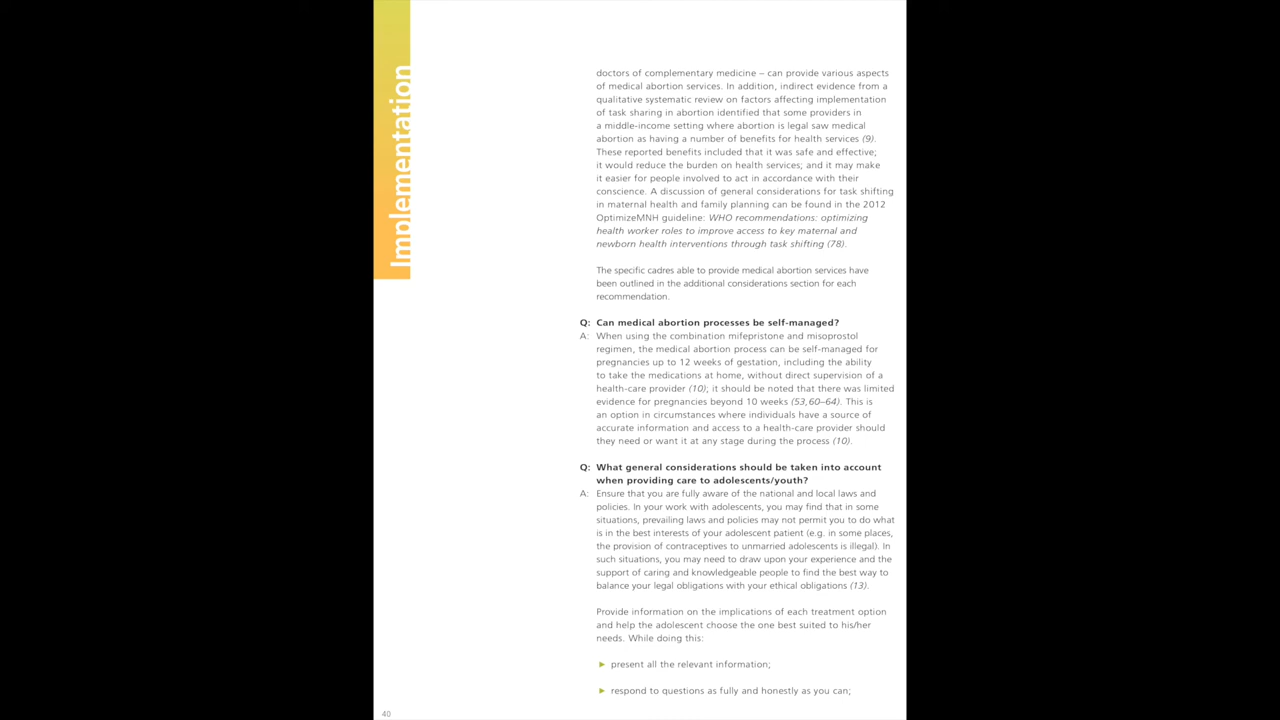 Implementation
doctors of complementary medicine – can provide various aspects
of medical abortion services. In addition, indirect evidence from a
qualitative systematic review on factors affecting implementation
of task sharing in abortion identified that some providers in
a middle-income setting where abortion is legal saw medical
abortion as having a number of benefits for health services (9).
These reported benefits included that it was safe and effective;
it would reduce the burden on health services; and it may make
it easier for people involved to act in accordance with their
conscience. A discussion of general considerations for task shifting
in maternal health and family planning can be found in the 2012
OptimizeMNH guideline: WHO recommendations: optimizing
health worker roles to improve access to key maternal and
newborn health interventions through task shifting (78).
The specific cadres able to provide medical abortion services have
been outlined in the additional considerations section for each
recommendation.
Q: Can medical abortion processes be self-managed?
A: When using the combination mifepristone and misoprostol
regimen, the medical abortion process can be self-managed for
pregnancies up to 12 weeks of gestation, including the ability
to take the medications at home, without direct supervision of a
health-care provider (10); it should be noted that there was limited
evidence for pregnancies beyond 10 weeks (53,60–64). This is
an option in circumstances where individuals have a source of
accurate information and access to a health-care provider should
they need or want it at any stage during the process (10).
Q: What general considerations should be taken into account
when providing care to adolescents/youth?
A: Ensure that you are fully aware of the national and local laws and
policies. In your work with adolescents, you may find that in some
situations, prevailing laws and policies may not permit you to do what
is in the best interests of your adolescent patient (e.g. in some places,
the provision of contraceptives to unmarried adolescents is illegal). In
such situations, you may need to draw upon your experience and the
support of caring and knowledgeable people to find the best way to
balance your legal obligations with your ethical obligations (13).
Provide information on the implications of each treatment option
and help the adolescent choose the one best suited to his/her
needs. While doing this:
► present all the relevant information;
► respond to questions as fully and honestly as you can;
40